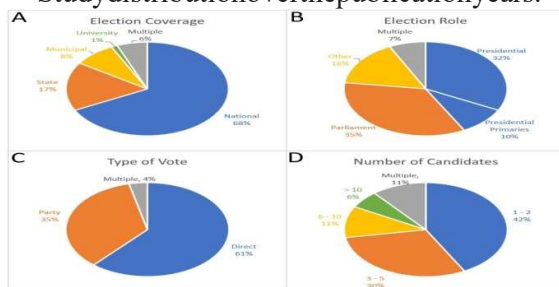 Studydistributionoverthepublicationyears.
A
Election Coverage
University
1%
Multiple
6%
Municipal
8%
State
17%
National
68%
B
Election Role
Multiple
7%
Other
16%
Presidential
32%
Parliament
35%
Presidential
Primaries
10%
C
Type of Vote
Multiple, 4%
Party
35%
Direct
61%
D
Number of Candidates
Multiple,
11%
> 10
6%
6 - 10
11%
1 - 2
42%
3 - 5
30%